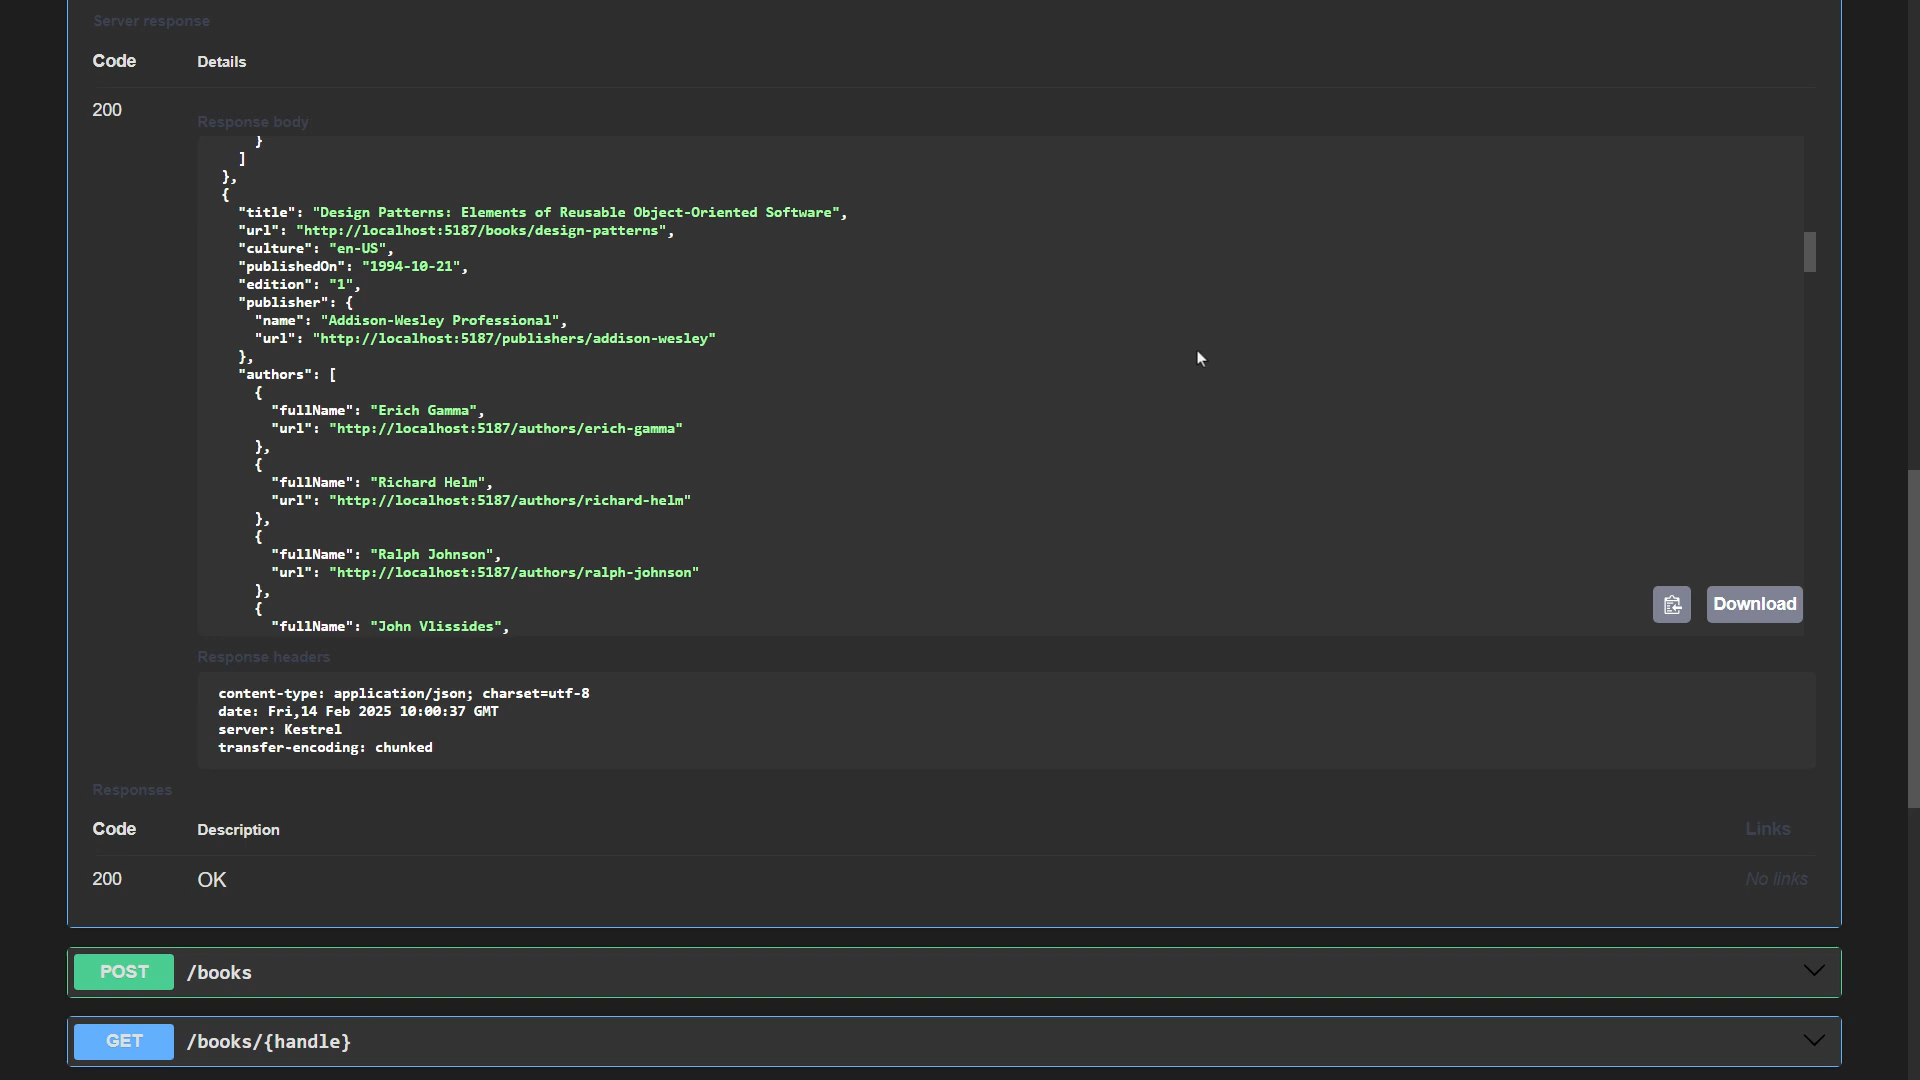 Server response
Code Details
200
Response body
}
]
},
{
"title": "Design Patterns: Elements of Reusable Object-Oriented Software",
"url": "http://localhost:5187/books/design-patterns",
"culture": "en-US",
"publishedOn": "1994-10-21",
"edition": "1",
"publisher": {
"name": "Addison-Wesley Professional",
"url": "http://localhost:5187/publishers/addison-wesley"
},
"authors": [
{
"fullName": "Erich Gamma",
"url": "http://localhost:5187/authors/erich-gamma"
},
{
"fullName": "Richard Helm",
"url": "http://localhost:5187/authors/richard-helm"
},
{
"fullName": "Ralph Johnson",
"url": "http://localhost:5187/authors/ralph-johnson"
},
{
"fullName": "John Vlissides",
Download
Response headers
content-type: application/json; charset=utf-8
date: Fri,14 Feb 2025 10:00:37 GMT
server: Kestrel
transfer-encoding: chunked
Responses
Code Description Links
200 OK No links
POST /books
GET /books/{handle}